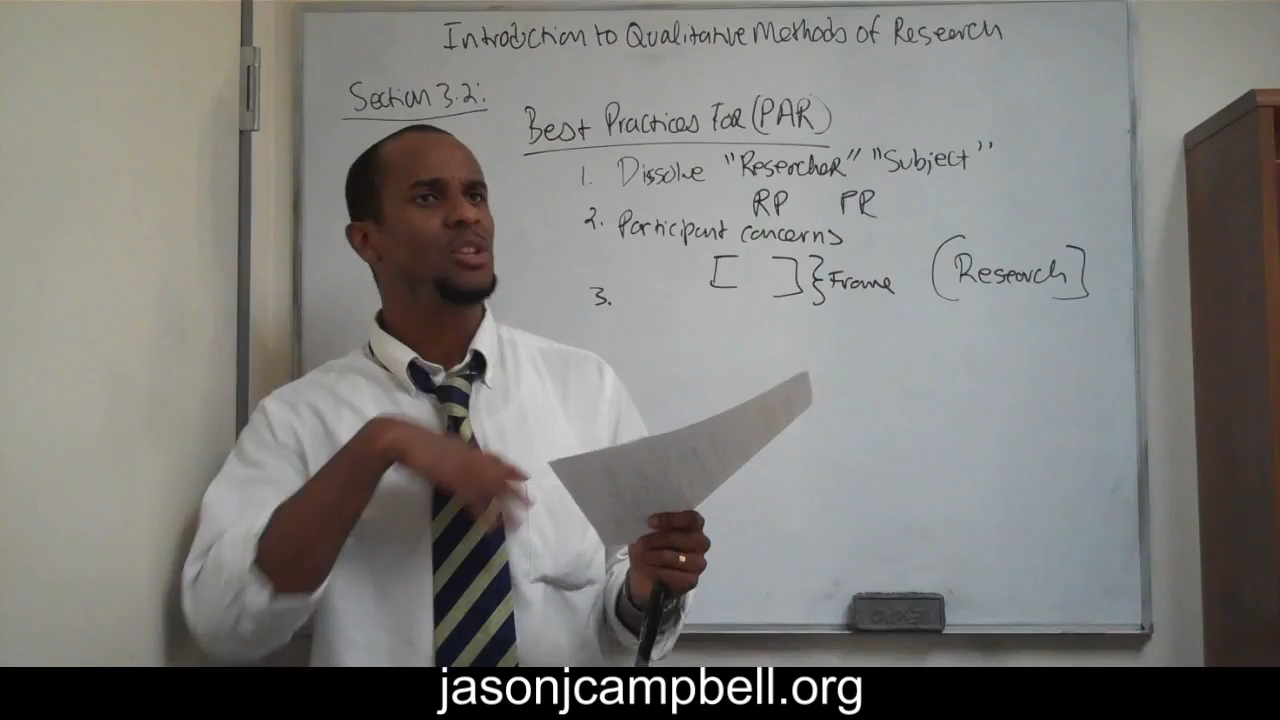 Introduction to Qualitative Methods of Research
Section 3.2:
Best Practices For (PAR)
1. Dissolve "Researcher" "Subject"
RP PR
2. Participant concerns
[ ] } Frame (Research]
3.
jasonjcampbell.org